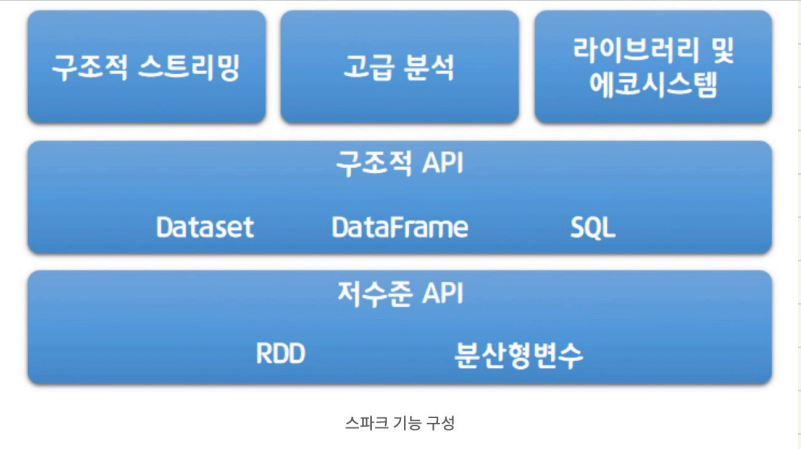 구조적 스트리밍
고급 분석
라이브러리 및
에코시스템
구조적 API
Dataset DataFrame SQL
저수준 API
RDD 분산형변수
스파크 기능 구성